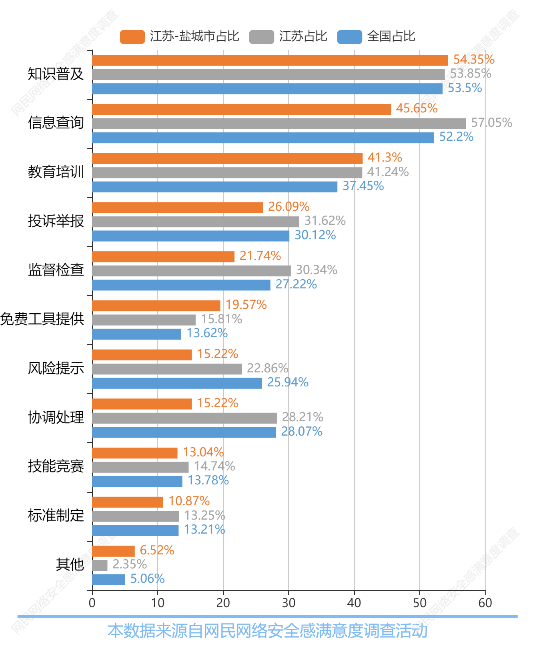 江苏-盐城市占比 江苏占比 全国占比
知识普及 54.35% 53.85% 53.5%
信息查询 45.65% 57.05% 52.2%
教育培训 41.3% 41.24% 37.45%
投诉举报 26.09% 31.62% 30.12%
监督检查 21.74% 30.34% 27.22%
免费工具提供 19.57% 15.81% 13.62%
风险提示 15.22% 22.86% 25.94%
协调处理 15.22% 28.21% 28.07%
技能竞赛 13.04% 14.74% 13.78%
标准制定 10.87% 13.25% 13.21%
其他 6.52% 2.35% 5.06%
0 10 20 30 40 50 60
本数据来源自网民网络安全感满意度调查活动